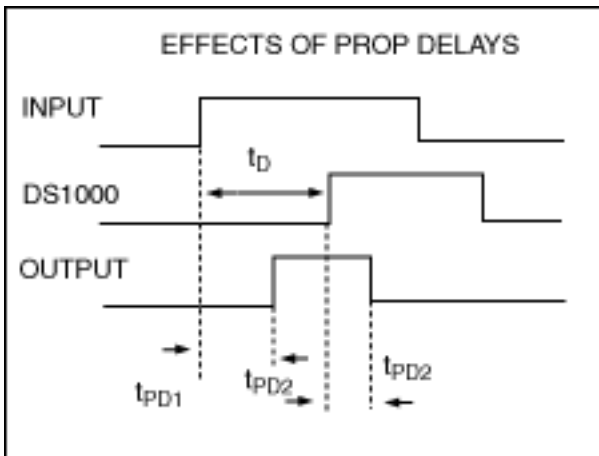 EFFECTS OF PROP DELAYS
INPUT
tD
DS1000
OUTPUT
tPD1
tPD2
tPD2